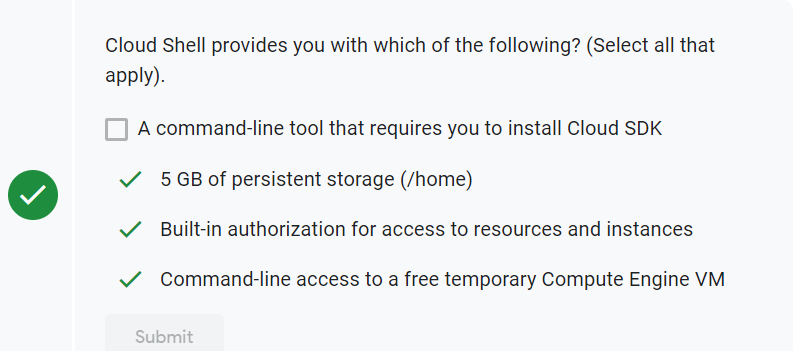 Cloud Shell provides you with which of the following? (Select all that
apply).
A command-line tool that requires you to install Cloud SDK
5 GB of persistent storage (/home)
Built-in authorization for access to resources and instances
Command-line access to a free temporary Compute Engine VM
Submit